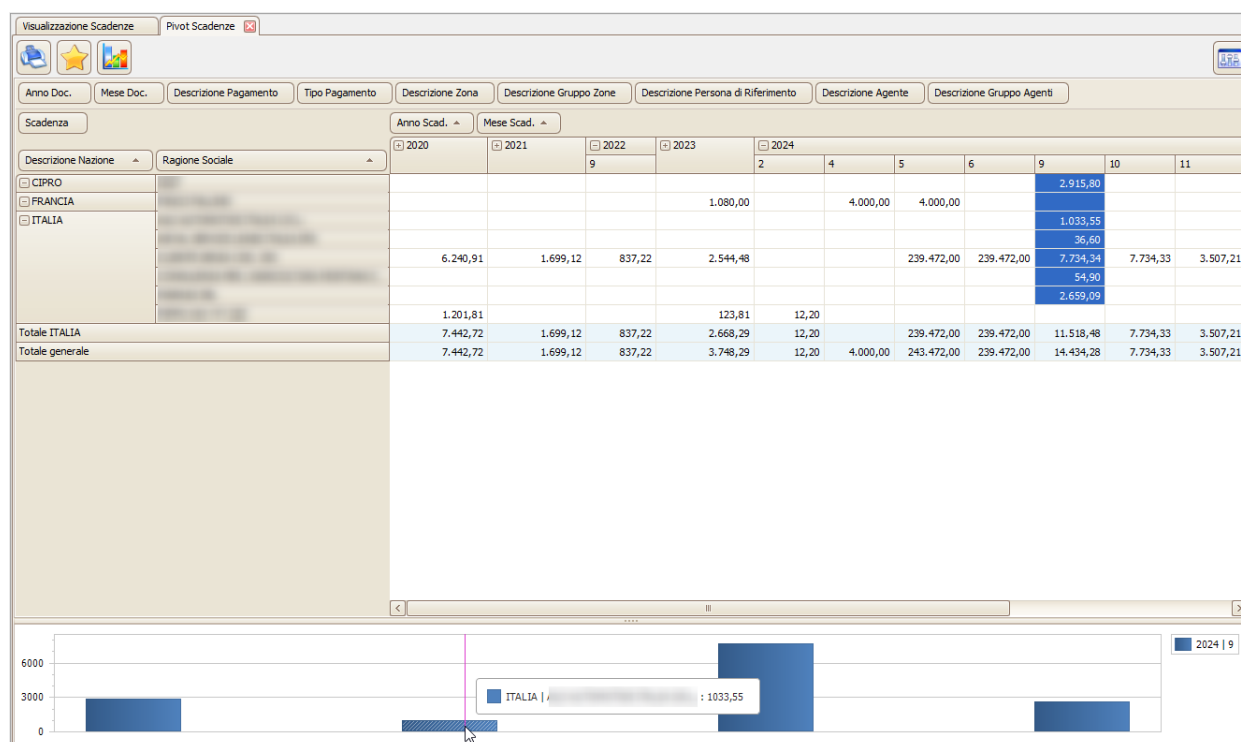 Visualizzazione Scadenze Pivot Scadenze
Anno Doc. Mese Doc. Descrizione Pagamento Tipo Pagamento Descrizione Zona Descrizione Gruppo Zone Descrizione Persona di Riferimento Descrizione Agente Descrizione Gruppo Agenti
Scadenza Anno Scad. Mese Scad.
2020 2021 2022 2023 2024
Descrizione Nazione Ragione Sociale 9 2 4 5 6 9 10 11
CIPRO 2.915,80
FRANCIA 1.080,00 4.000,00 4.000,00
ITALIA 1.033,55
36,60
6.240,91 1.699,12 837,22 2.544,48 239.472,00 239.472,00 7.734,34 7.734,33 3.507,21
54,90
2.659,09
1.201,81 123,81 12,20
Totale ITALIA 7.442,72 1.699,12 837,22 2.668,29 12,20 239.472,00 239.472,00 11.518,48 7.734,33 3.507,21
Totale generale 7.442,72 1.699,12 837,22 3.748,29 12,20 4.000,00 243.472,00 239.472,00 14.434,28 7.734,33 3.507,21
2024 | 9
6000
3000
ITALIA | : 1033,55
0